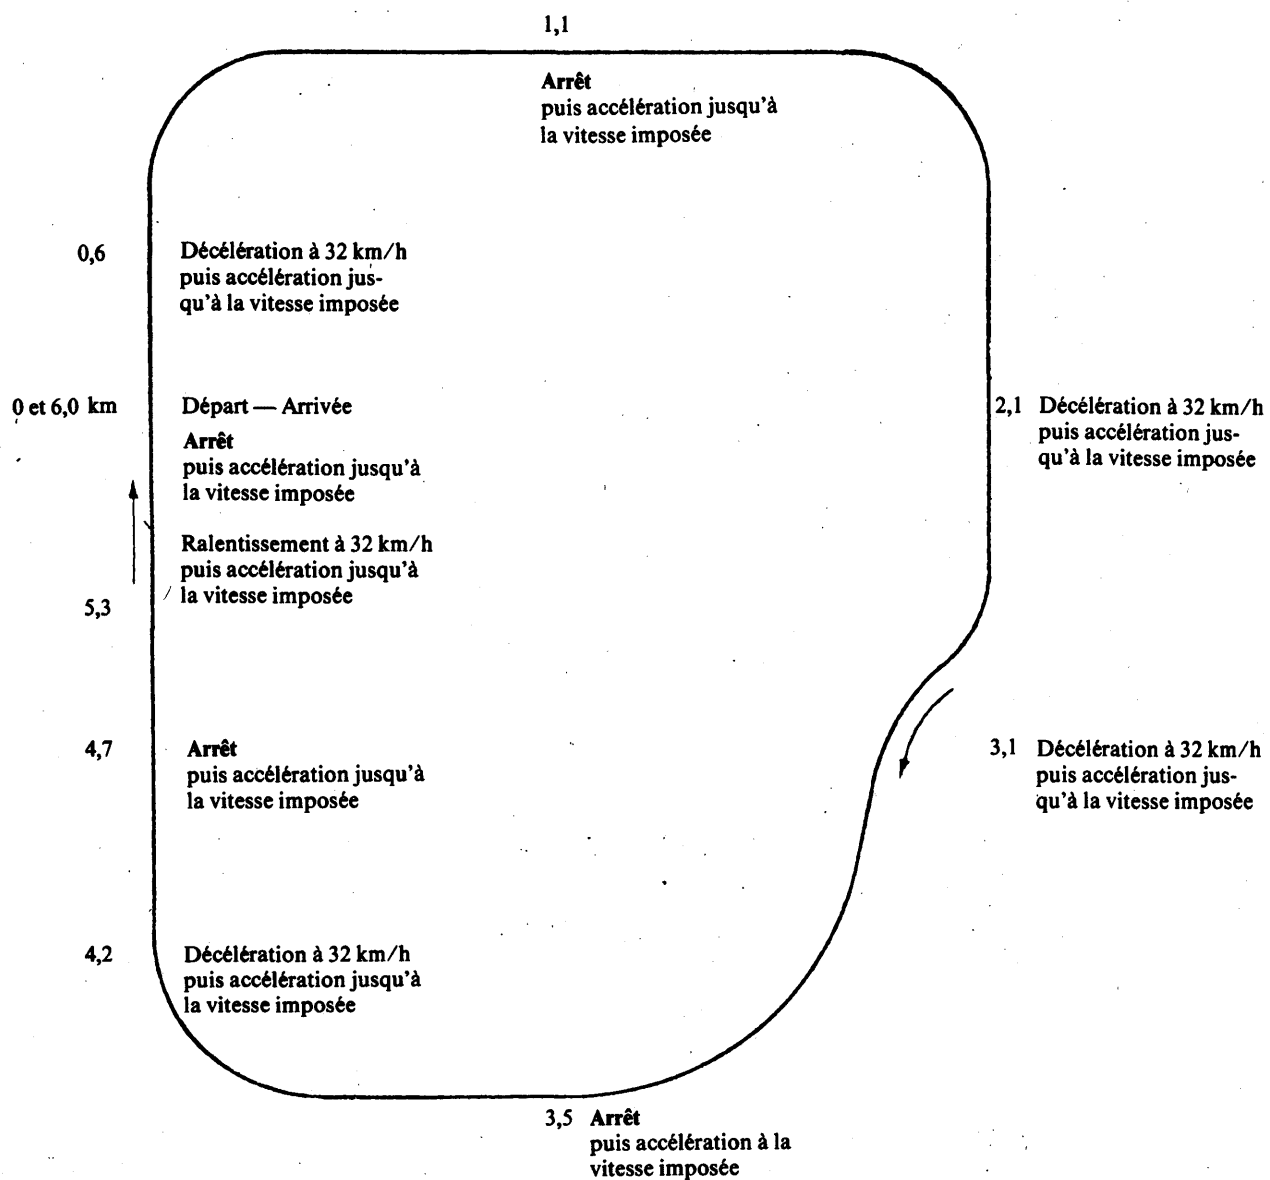 1,1
Arrêt
puis accélération jusqu'à
la vitesse imposée
0,6
Décélération à 32 km/h
puis accélération jus-
qu'à la vitesse imposée
0 et 6,0 km
Départ — Arrivée
Arrêt
puis accélération jusqu'à
la vitesse imposée
2,1 Décélération à 32 km/h
puis accélération jus-
qu'à la vitesse imposée
Ralentissement à 32 km/h
puis accélération jusqu'à
la vitesse imposée
5,3
4,7
Arrêt
puis accélération jusqu'à
la vitesse imposée
3,1 Décélération à 32 km/h
puis accélération jus-
qu'à la vitesse imposée
4,2
Décélération à 32 km/h
puis accélération jusqu'à
la vitesse imposée
3,5 Arrêt
puis accélération à la
vitesse imposée